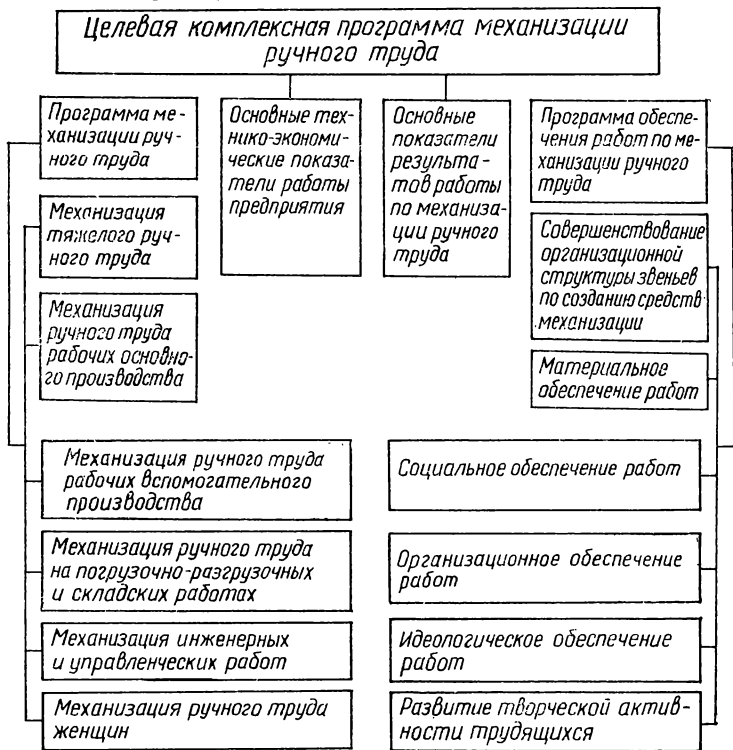 Целевая комплексная программа механизации
ручного труда
Программа ме-
ханизации руч-
ного труда
Основные тех-
нико-экономи-
ческие показа-
тели работы
предприятия
Основные
показатели
результа-
тов работы
по механиза-
ции ручного
труда
Программа обеспе-
чения работ по ме-
ханизации ручного
труда
Механизация
тяжелого руч-
ного труда
Совершенствование
организационной
структуры звеньев
по созданию средств
механизации
Механизация
ручного труда
рабочих основно-
го производства
Материальное
обеспечение работ
Механизация ручного труда
рабочих вспомогательного
производства
Социальное обеспечение работ
Механизация ручного труда
на погрузочно-разгрузочных
и складских работах
Организационное обеспечение
работ
Механизация инженерных
и управленческих работ
Идеологическое обеспечение
работ
Механизация ручного труда
женщин
Развитие творческой актив-
ности трудящихся